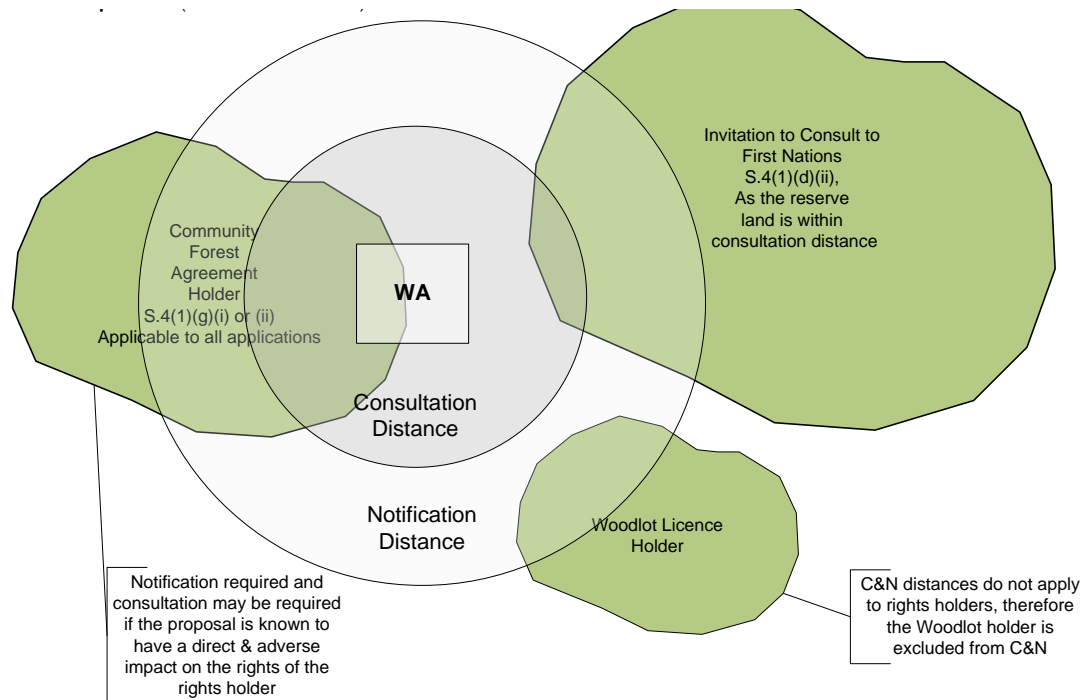 Invitation to Consult to
First Nations
S.4(1)(d)(ii),
As the reserve
land is within
consultation distance
Community
Forest
Agreement
Holder
S.4(1)(g)(i) or (ii)
Applicable to all applications
WA
Consultation
Distance
Notification
Distance
Woodlot Licence
Holder
Notification required and
consultation may be required
if the proposal is known to
have a direct & adverse
impact on the rights of the
rights holder
C&N distances do not apply
to rights holders, therefore
the Woodlot holder is
excluded from C&N